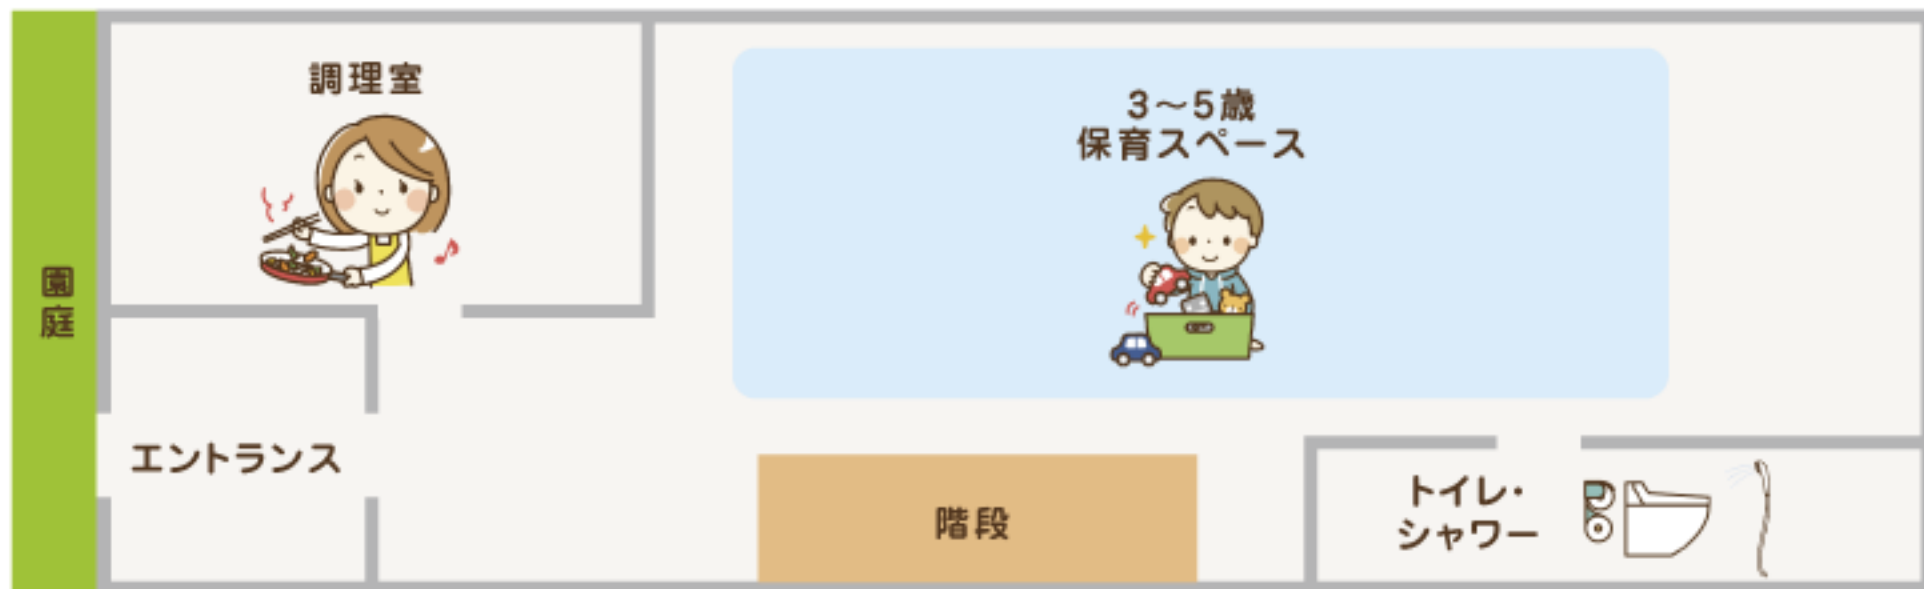 調理室
3～5歳
保育スペース
園庭
エントランス
階段
トイレ・
シャワー